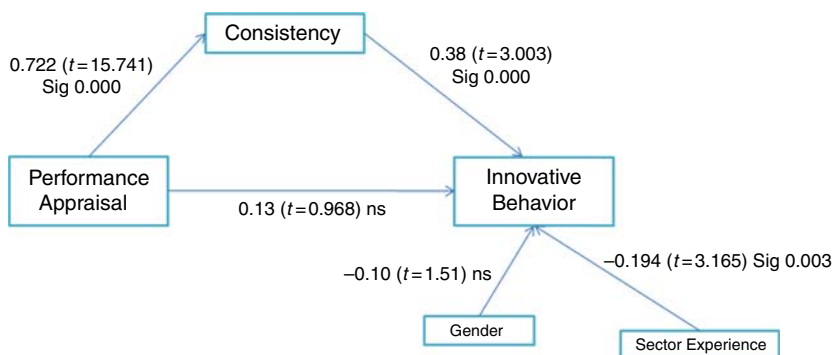 Consistency
0.722 (t=15.741)
Sig 0.000
0.38 (t=3.003)
Sig 0.000
Performance
Appraisal
Innovative
Behavior
0.13 (t=0.968) ns
–0.10 (t=1.51) ns
–0.194 (t=3.165) Sig 0.003
Gender
Sector Experience